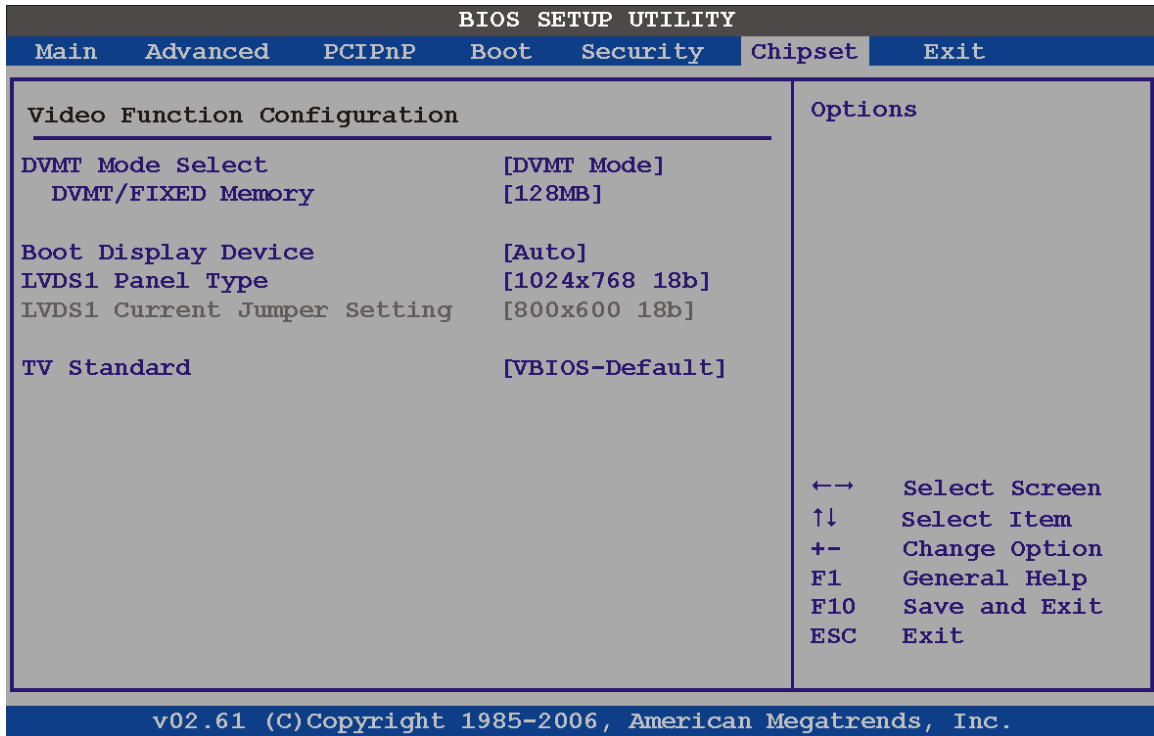 BIOS SETUP UTILITY
Main Advanced PCIPnP Boot Security Chipset Exit
Video Function Configuration
DVMT Mode Select [DVMT Mode]
DVMT/FIXED Memory [128MB]
Boot Display Device [Auto]
LVDS1 Panel Type [1024x768 18b]
LVDS1 Current Jumper Setting [800x600 18b]
TV Standard [VBIOS-Default]
Options
←→ Select Screen
↑↓ Select Item
+- Change Option
F1 General Help
F10 Save and Exit
ESC Exit
v02.61 (C)Copyright 1985-2006, American Megatrends, Inc.